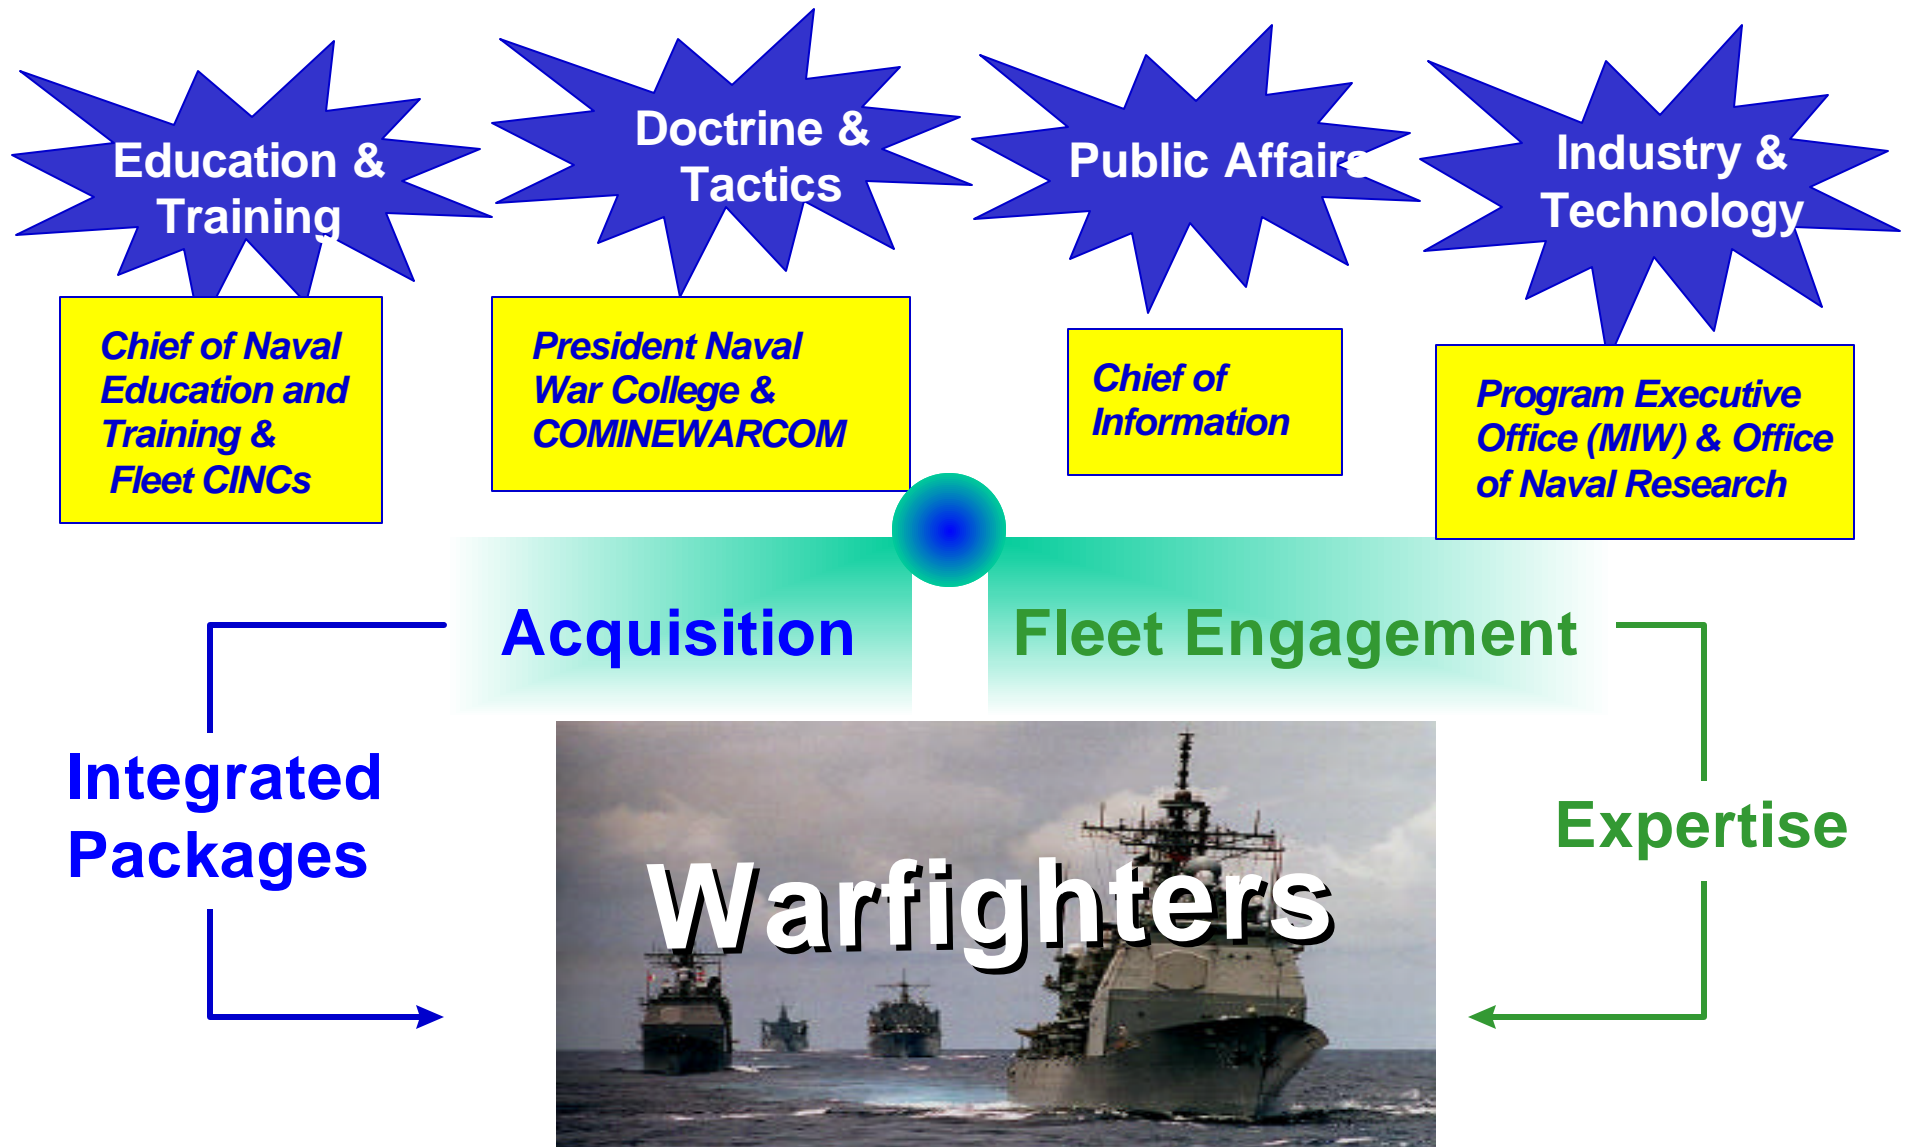 Education &
Training
Doctrine &
Tactics
Public Affairs
Industry &
Technology
Chief of Naval
Education and
Training &
Fleet CINCs
President Naval
War College &
COMINEWARCOM
Chief of
Information
Program Executive
Office (MIW) & Office
of Naval Research
Acquisition
Fleet Engagement
Integrated
Packages
Expertise
Warfighters